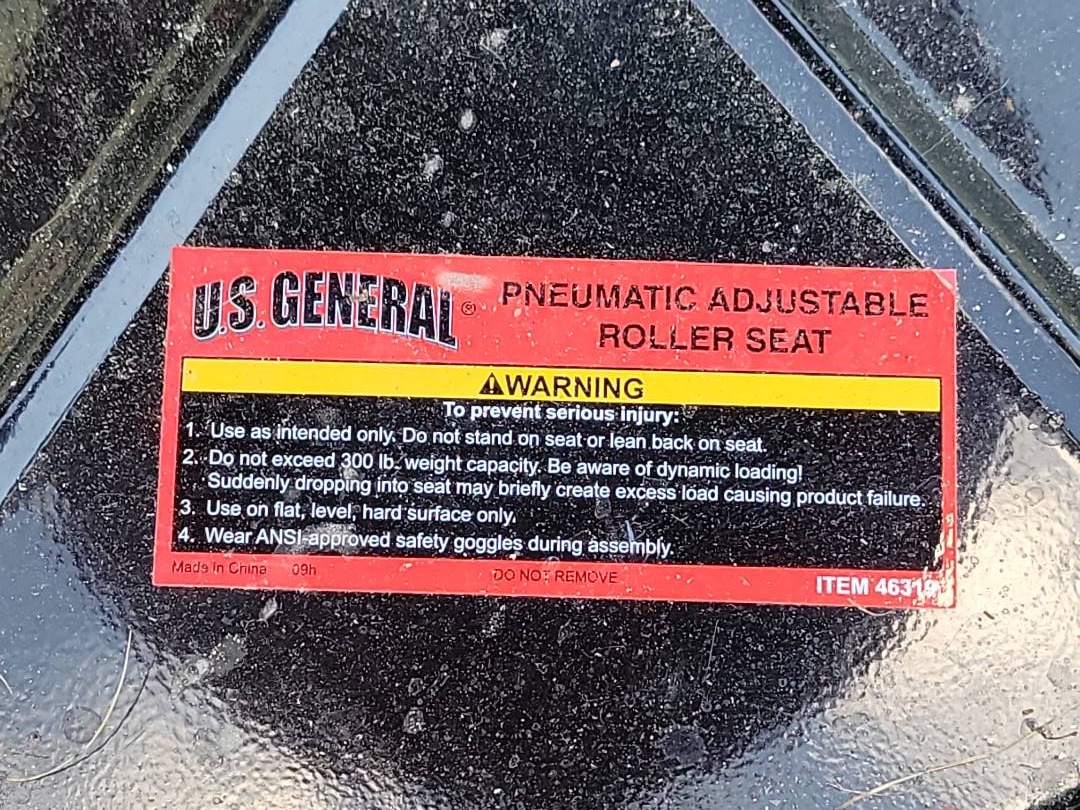 U.S. GENERAL®
PNEUMATIC ADJUSTABLE
ROLLER SEAT
⚠WARNING
To prevent serious injury:
1. Use as intended only. Do not stand on seat or lean back on seat.
2. Do not exceed 300 lb. weight capacity. Be aware of dynamic loading!
Suddenly dropping into seat may briefly create excess load causing product failure.
3. Use on flat, level, hard surface only.
4. Wear ANSI-approved safety goggles during assembly.
Made in China 09h DO NOT REMOVE ITEM 46319